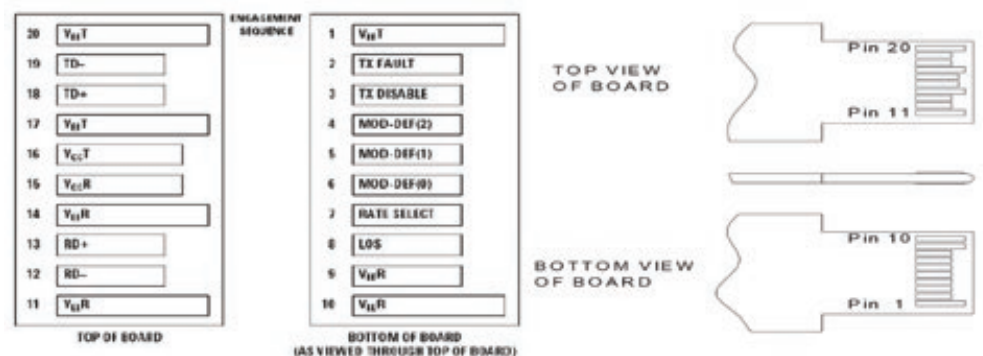 ENGAGEMENT
SEQUENCE
20 VEET
19 TD–
18 TD+
17 VEET
16 VCCT
15 VCCR
14 VEER
13 RD+
12 RD–
11 VEER
TOP OF BOARD
1 VEET
2 TX FAULT
3 TX DISABLE
4 MOD-DEF(2)
5 MOD-DEF(1)
6 MOD-DEF(0)
7 RATE SELECT
8 LOS
9 VEER
10 VEER
BOTTOM OF BOARD
(AS VIEWED THROUGH TOP OF BOARD)
TOP VIEW
OF BOARD
Pin 20
Pin 11
BOTTOM VIEW
OF BOARD
Pin 10
Pin 1